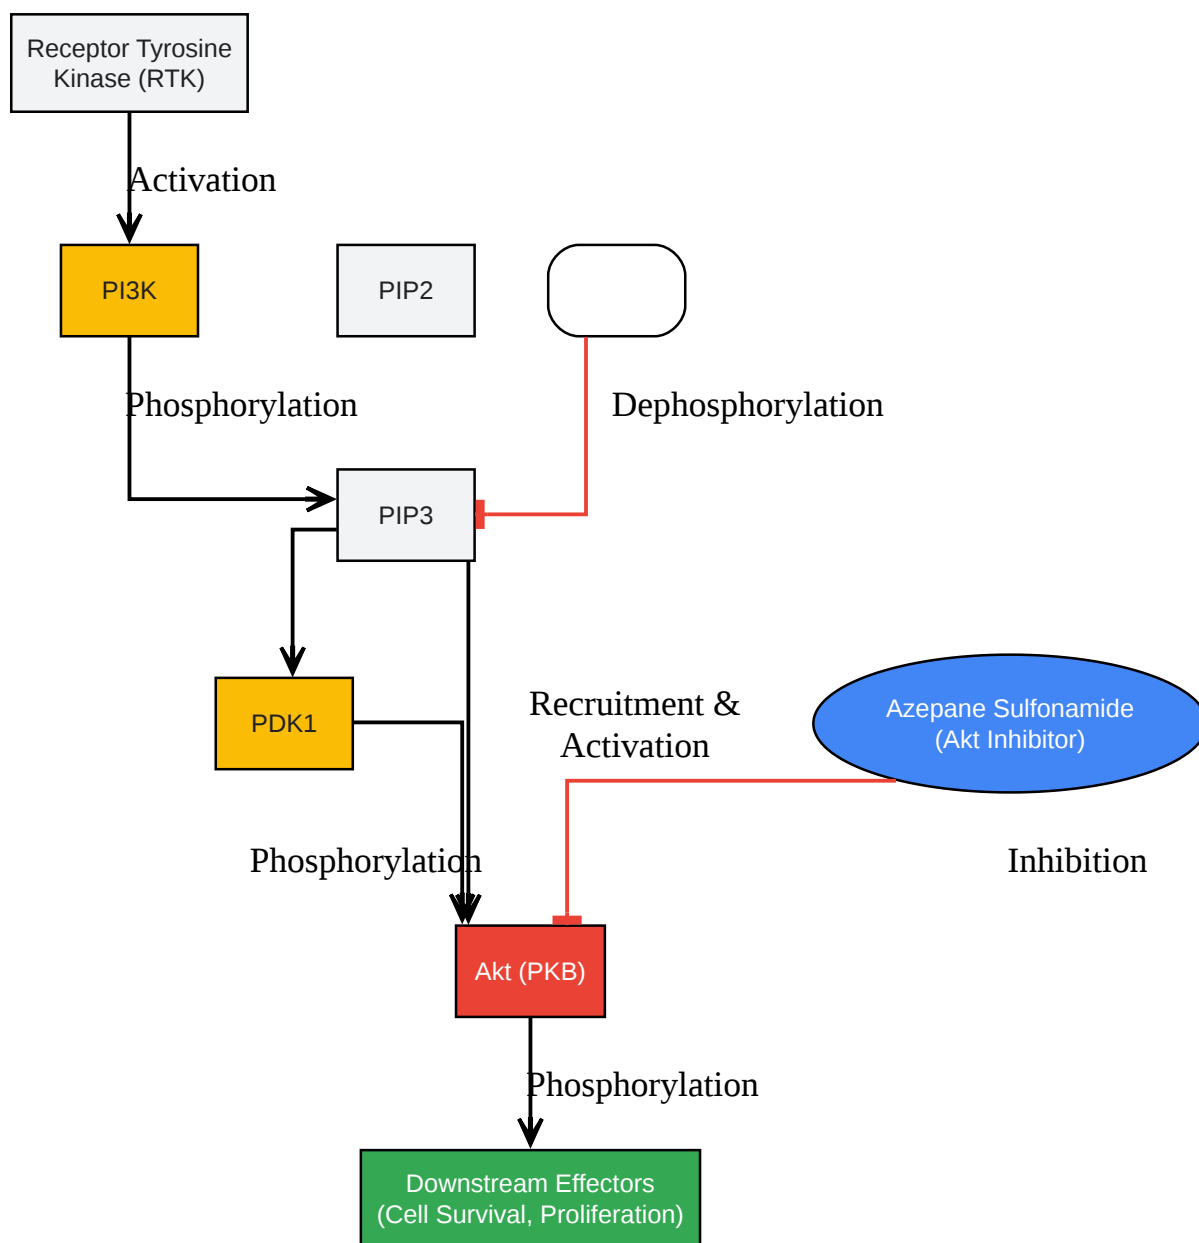 Receptor Tyrosine
Kinase (RTK)
Activation
PI3K
PIP2
Phosphorylation
Dephosphorylation
PIP3
PDK1
Recruitment &
Activation
Azepane Sulfonamide
(Akt Inhibitor)
Phosphorylation
Inhibition
Akt (PKB)
Phosphorylation
Downstream Effectors
(Cell Survival, Proliferation)